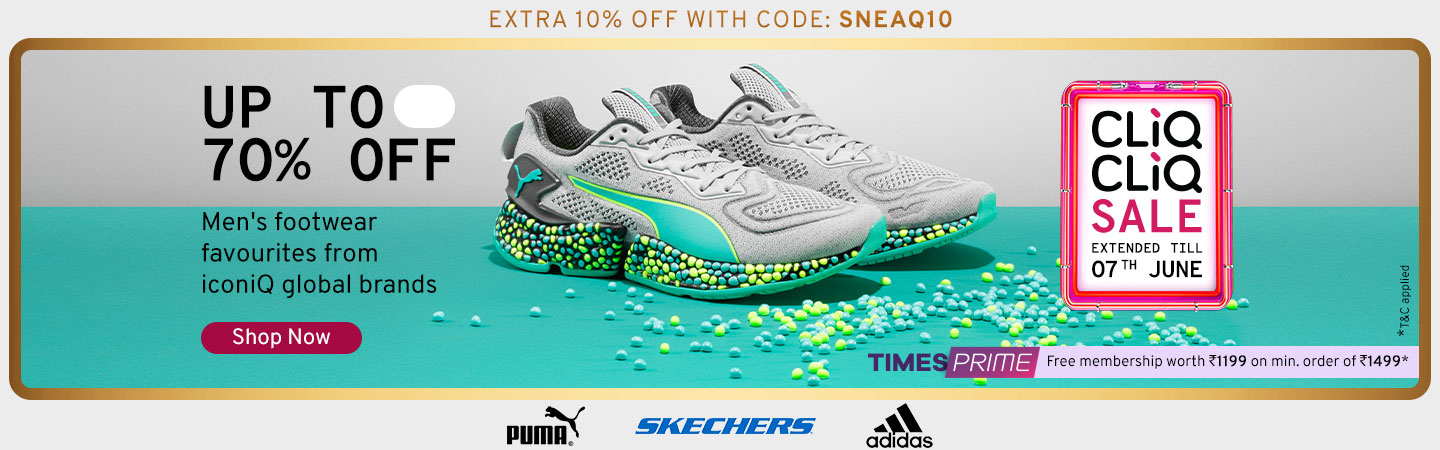 EXTRA 10% OFF WITH CODE: SNEAQ10
UP TO
70% OFF
Men's footwear
favourites from
iconiQ global brands
Shop Now
CLiQ
CLiQ
SALE
EXTENDED TILL
07TH JUNE
*T&C applied
TIMES PRIME Free membership worth ₹1199 on min. order of ₹1499*
PUMA® SKECHERS adidas